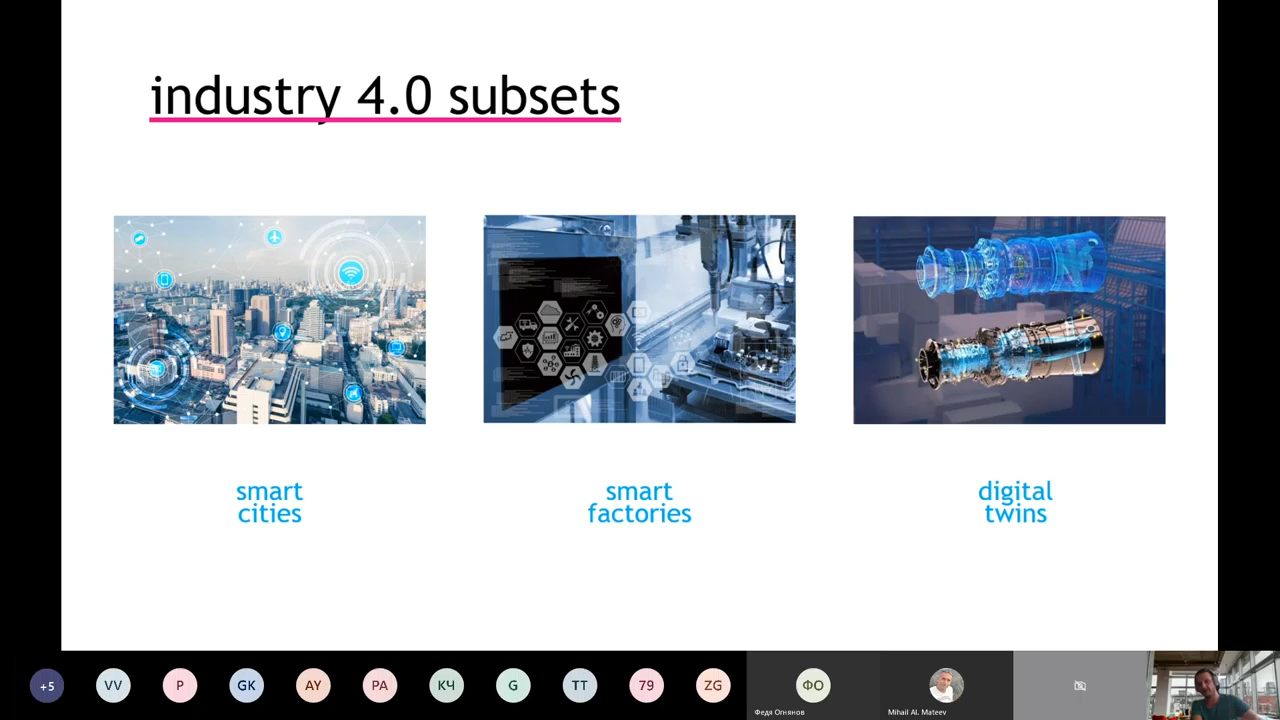 industry 4.0 subsets
smart
cities
smart
factories
digital
twins
+5
VV
P
GK
AY
PA
КЧ
G
TT
79
ZG
ФО
Федя Огнянов
Mihail Al. Mateev